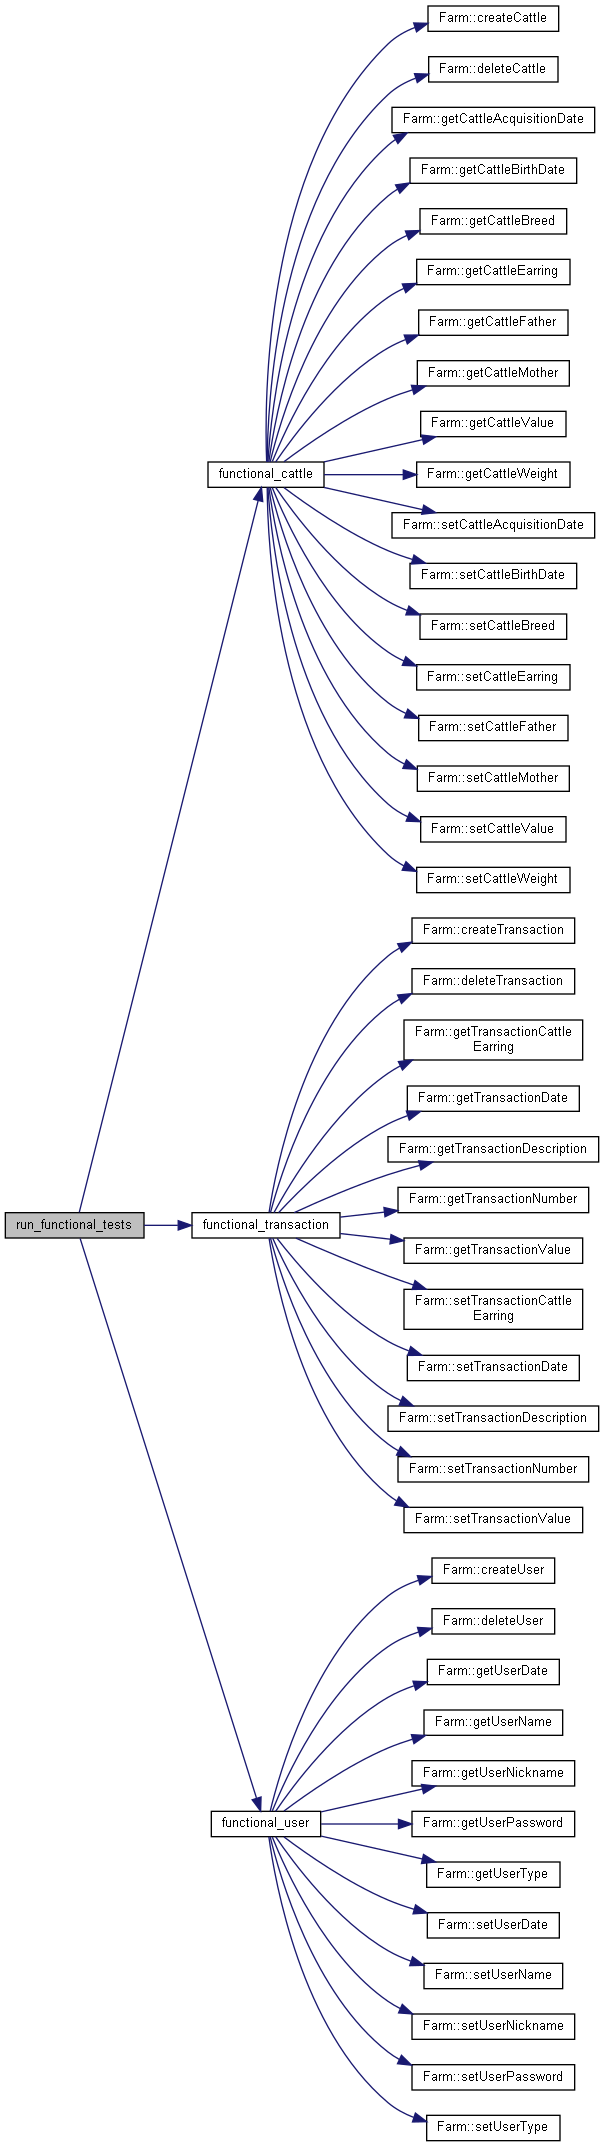 Farm::createCattle
Farm::deleteCattle
Farm::getCattleAcquisitionDate
Farm::getCattleBirthDate
Farm::getCattleBreed
Farm::getCattleEarring
Farm::getCattleFather
Farm::getCattleMother
Farm::getCattleValue
functional_cattle
Farm::getCattleWeight
Farm::setCattleAcquisitionDate
Farm::setCattleBirthDate
Farm::setCattleBreed
Farm::setCattleEarring
Farm::setCattleFather
Farm::setCattleMother
Farm::setCattleValue
Farm::setCattleWeight
Farm::createTransaction
Farm::deleteTransaction
Farm::getTransactionCattle
Earring
Farm::getTransactionDate
Farm::getTransactionDescription
Farm::getTransactionNumber
run_functional_tests
functional_transaction
Farm::getTransactionValue
Farm::setTransactionCattle
Earring
Farm::setTransactionDate
Farm::setTransactionDescription
Farm::setTransactionNumber
Farm::setTransactionValue
Farm::createUser
Farm::deleteUser
Farm::getUserDate
Farm::getUserName
Farm::getUserNickname
functional_user
Farm::getUserPassword
Farm::getUserType
Farm::setUserDate
Farm::setUserName
Farm::setUserNickname
Farm::setUserPassword
Farm::setUserType